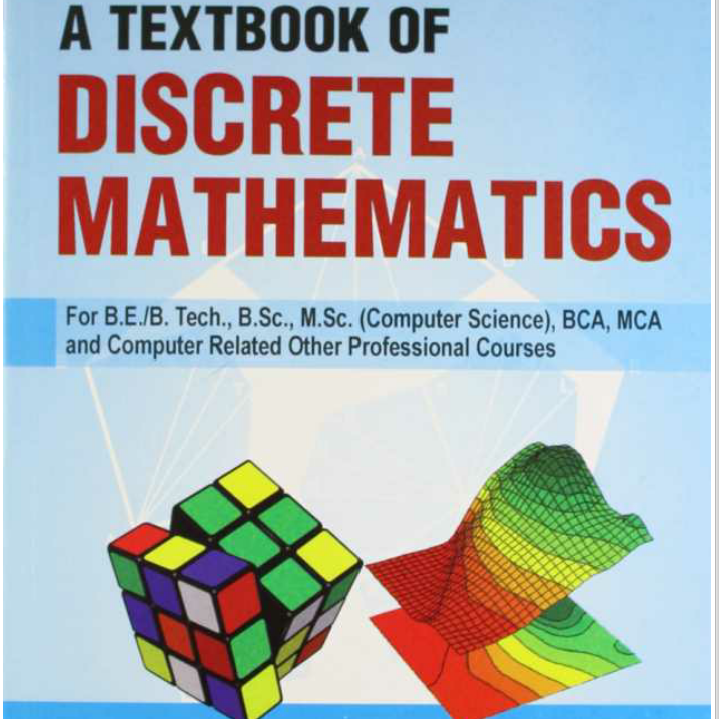 A TEXTBOOK OF
DISCRETE
MATHEMATICS
For B.E./B. Tech., B.Sc., M.Sc. (Computer Science), BCA, MCA
and Computer Related Other Professional Courses